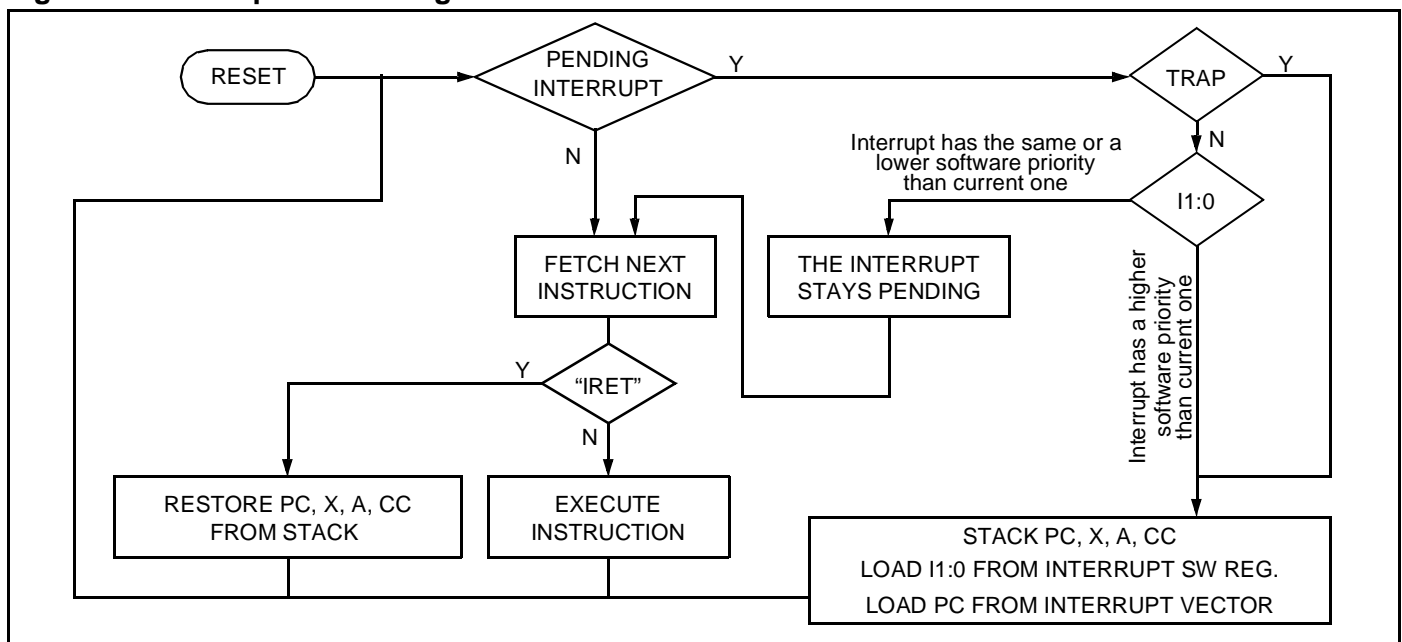 RESET
PENDING
INTERRUPT
Y
TRAP
Y
N
Interrupt has the same or a
lower software priority
than current one
N
I1:0
FETCH NEXT
INSTRUCTION
THE INTERRUPT
STAYS PENDING
Interrupt has a higher
software priority
than current one
Y
“IRET”
N
RESTORE PC, X, A, CC
FROM STACK
EXECUTE
INSTRUCTION
STACK PC, X, A, CC
LOAD I1:0 FROM INTERRUPT SW REG.
LOAD PC FROM INTERRUPT VECTOR